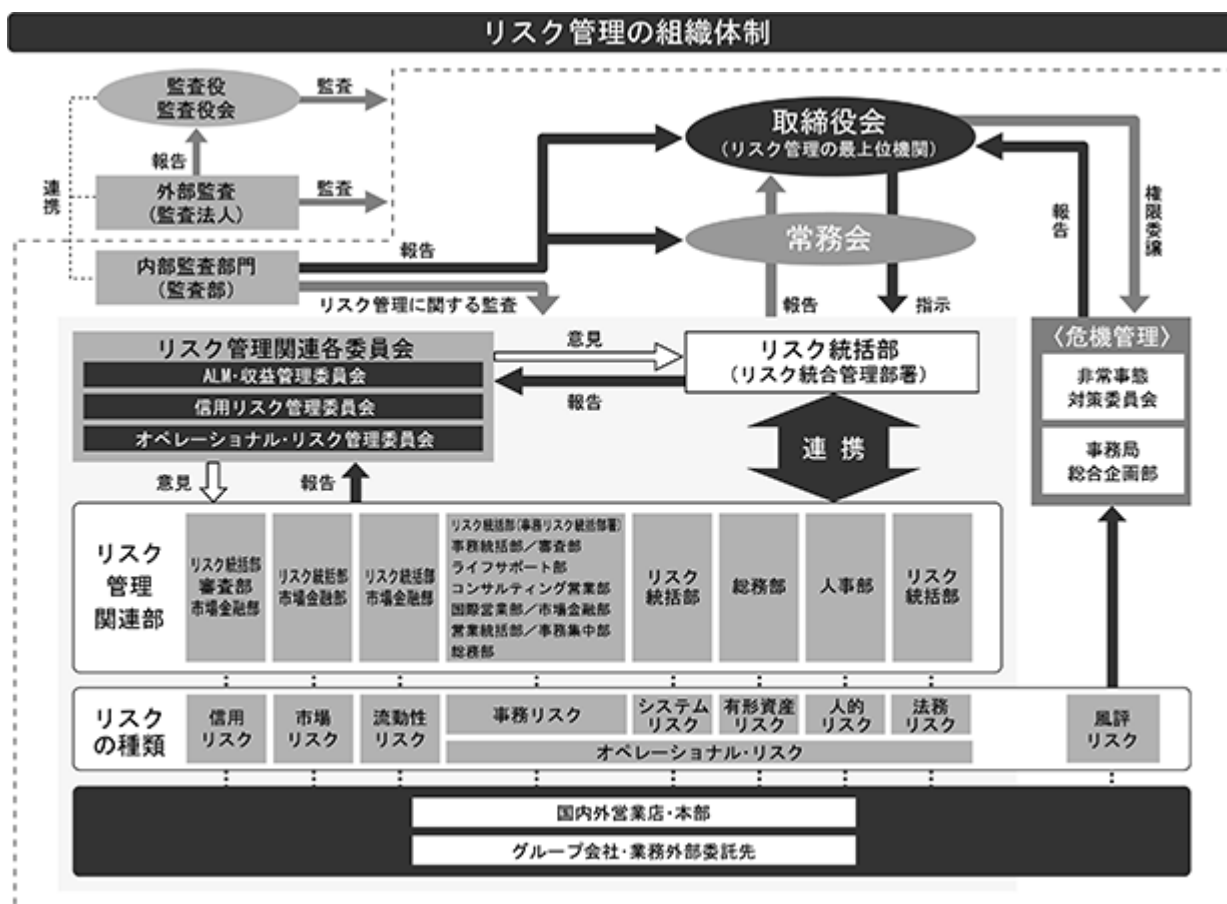 リスク管理の組織体制
監査役
監査役会
監査
報告
外部監査
(監査法人)
監査
連携
内部監査部門
(監査部)
報告
リスク管理に関する監査
取締役会
(リスク管理の最上位機関)
常務会
報告
指示
報告
権限委譲
リスク管理関連各委員会
ALM・収益管理委員会
信用リスク管理委員会
オペレーショナル・リスク管理委員会
意見
報告
リスク統括部
(リスク統合管理部署)
連携
〈危機管理〉
非常事態
対策委員会
事務局
総合企画部
意見
報告
リスク
管理
関連部
リスク統括部
審査部
市場金融部
リスク統括部
市場金融部
リスク統括部
市場金融部
リスク統括部(事務リスク統括部署)
事務統括部/審査部
ライフサポート部
コンサルティング営業部
国際営業部/市場金融部
営業統括部/事務集中部
総務部
リスク
統括部
総務部
人事部
リスク
統括部
リスク
の種類
信用
リスク
市場
リスク
流動性
リスク
事務リスク
システム
リスク
有形資産
リスク
人的
リスク
法務
リスク
オペレーショナル・リスク
風評
リスク
国内外営業店・本部
グループ会社・業務外部委託先